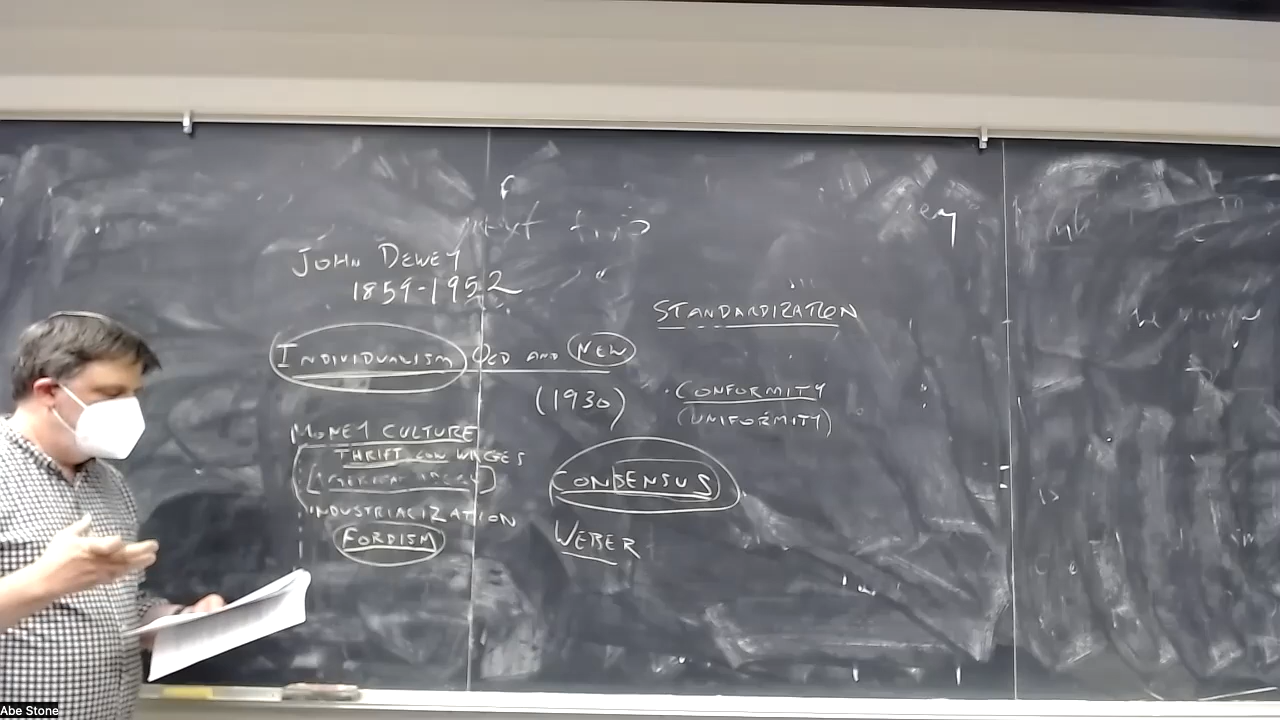 JOHN DEWEY
1859-1952
INDIVIDUALISM OLD AND NEW
(1930)
MONEY CULTURE
THRIFT CON WAGES
INDUSTRIALIZATION
FORDISM
STANDARDIZATION
CONFORMITY
(UNIFORMITY)
CONSENSUS
WEBER
Abe Stone